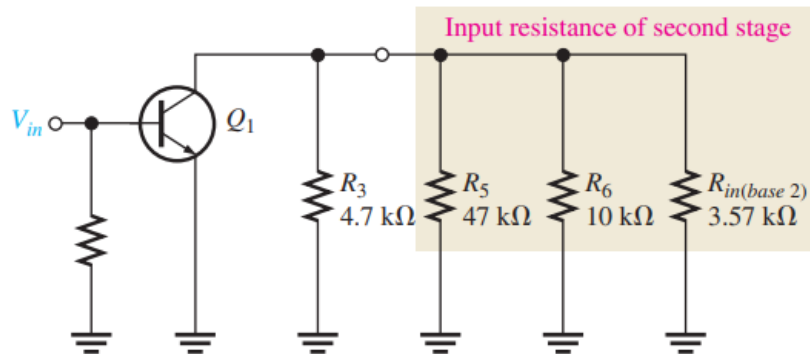 Input resistance of second stage
V_in
Q_1
R_3
4.7 kΩ
R_5
47 kΩ
R_6
10 kΩ
R_in(base 2)
3.57 kΩ